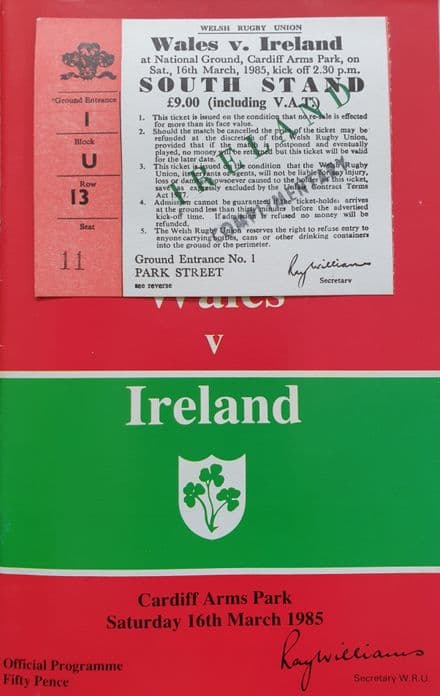 WELSH RUGBY UNION
Wales v. Ireland
at National Ground, Cardiff Arms Park, on
Sat., 16th March, 1985, kick off 2.30 p.m.
SOUTH STAND
£9.00 (including V.A.T.)
1. This ticket is issued on the condition that no re-sale is effected
for more than its face value.
2. Should the match be cancelled the price of the ticket may be
refunded at the discretion of the Welsh Rugby Union,
provided that if the match is postponed and eventually
played, no money will be returned but this ticket will be valid
for the later date.
3. This ticket is issued on the condition that the Welsh Rugby
Union, its servants or agents, will not be liable for any injury,
loss or damage howsoever caused to the holder of this ticket,
save as expressly excluded by the Unfair Contract Terms
Act 1977.
4. Admission cannot be guaranteed if ticket-holder arrives
at the ground less than thirty minutes before the advertised
kick-off time. If admission is refused no money will be
refunded.
5. The Welsh Rugby Union reserves the right to refuse entry to
anyone carrying tins, cans or other drinking containers
into the ground or the perimeter.
Ground Entrance No. 1
PARK STREET
see reverse
Ray Williams
Secretary
IRELAND
COMPLIMENTARY
Ground Entrance
1
Block
U
Row
13
Seat
11
Wales
v
Ireland
Cardiff Arms Park
Saturday 16th March 1985
Official Programme
Fifty Pence
Ray Williams
Secretary W.R.U.